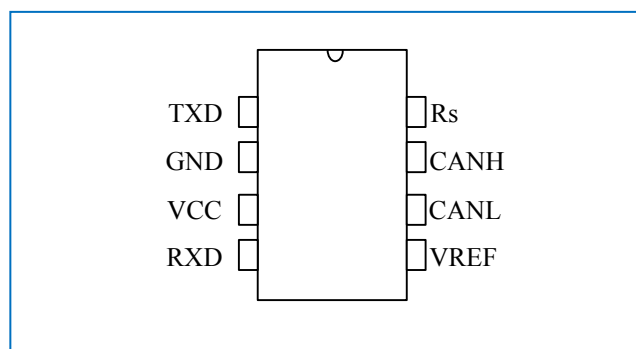 TXD
Rs
GND
CANH
VCC
CANL
RXD
VREF